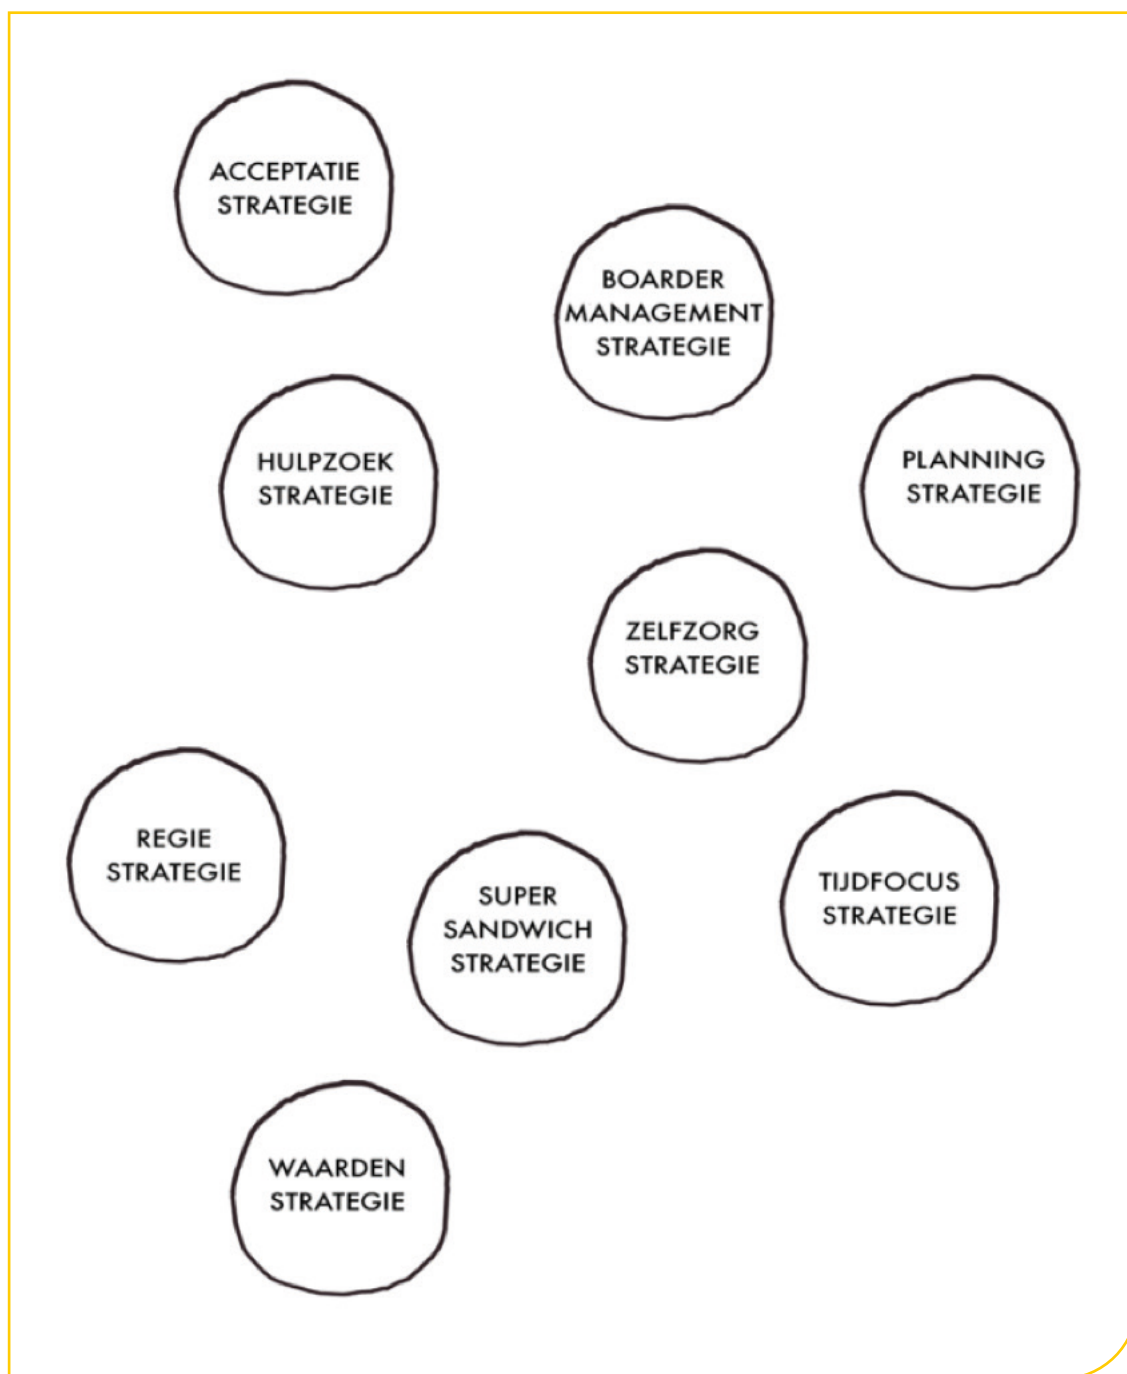 ACCEPTATIE
STRATEGIE
BOARDER
MANAGEMENT
STRATEGIE
HULPZOEK
STRATEGIE
PLANNING
STRATEGIE
ZELFZORG
STRATEGIE
REGIE
STRATEGIE
SUPER
SANDWICH
STRATEGIE
TIJDFOCUS
STRATEGIE
WAARDEN
STRATEGIE